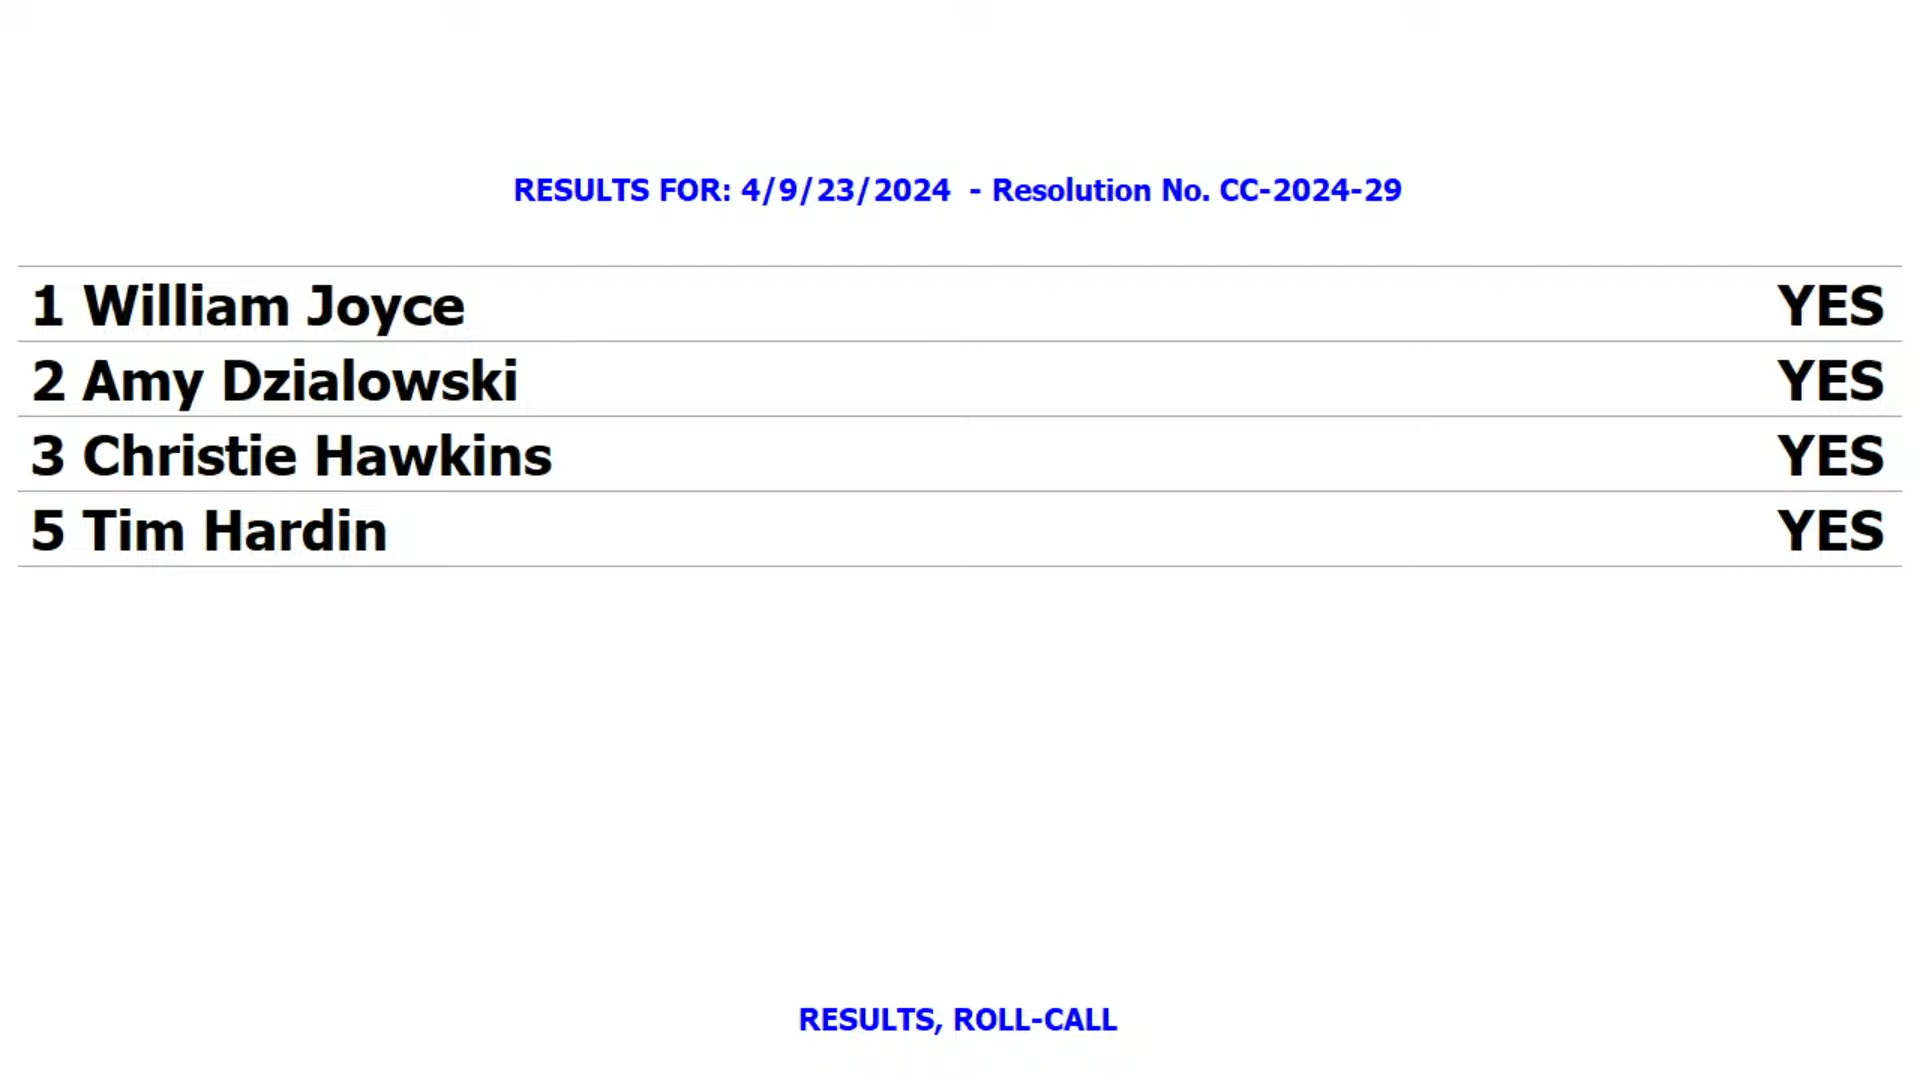 RESULTS FOR: 4/9/23/2024 - Resolution No. CC-2024-29
1 William Joyce YES
2 Amy Dzialowski YES
3 Christie Hawkins YES
5 Tim Hardin YES
RESULTS, ROLL-CALL